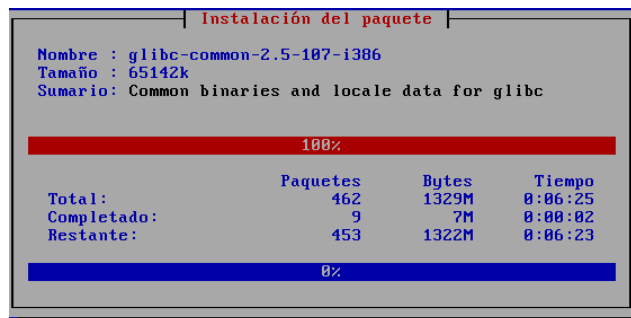 Instalación del paquete
Nombre : glibc-common-2.5-107-i386
Tamaño : 65142k
Sumario: Common binaries and locale data for glibc
100%
Paquetes Bytes Tiempo
Total: 462 1329M 0:06:25
Completado: 9 7M 0:00:02
Restante: 453 1322M 0:06:23
0%